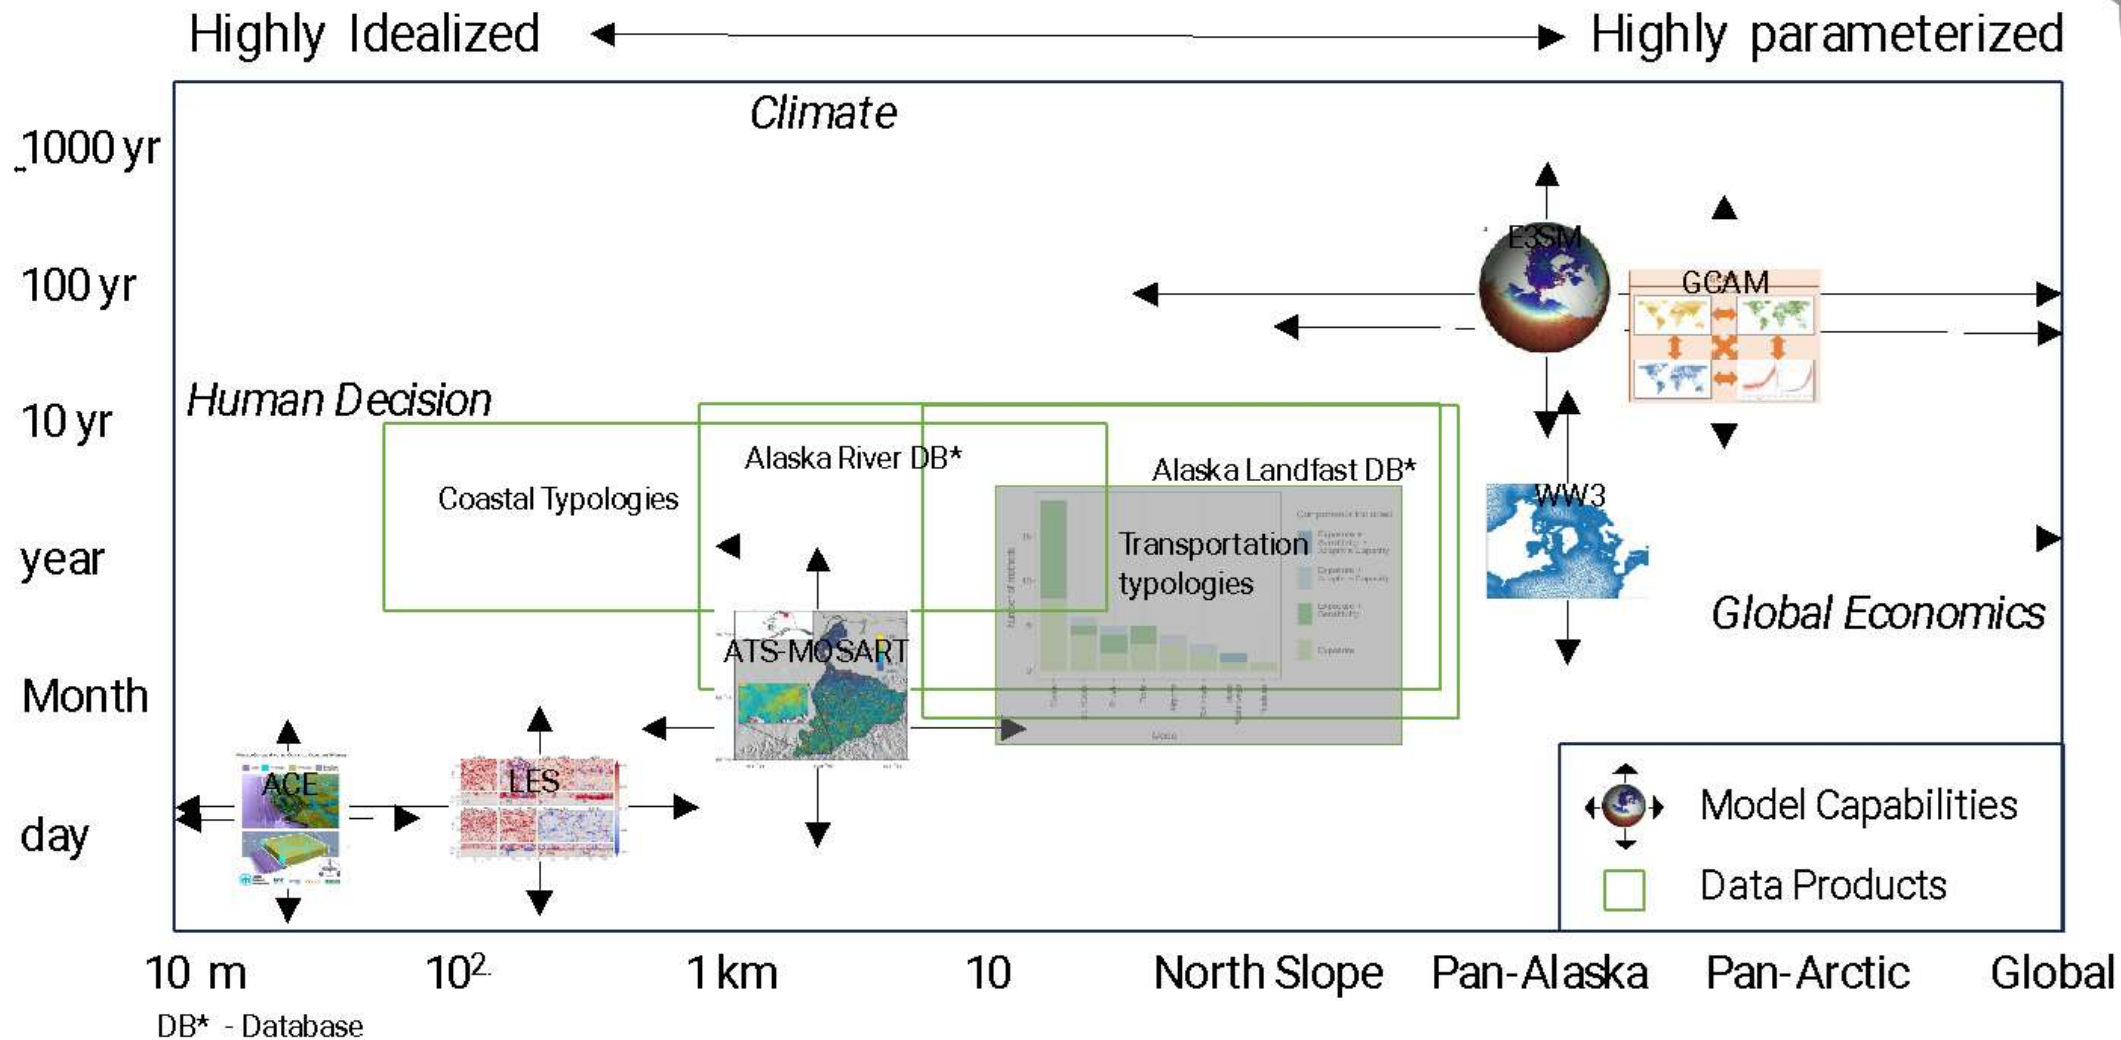 Highly Idealized
Highly parameterized
Climate
1000 yr
E3SM
100 yr
GCAM
Human Decision
10 yr
Alaska River DB*
Alaska Landfast DB*
Coastal Typologies
WW3
Transportation
typologies
year
Global Economics
ATS-MOSART
Month
ACE
LES
day
Model Capabilities
Data Products
10 m
10².
1 km
10
North Slope
Pan-Alaska
Pan-Arctic
Global
DB* - Database